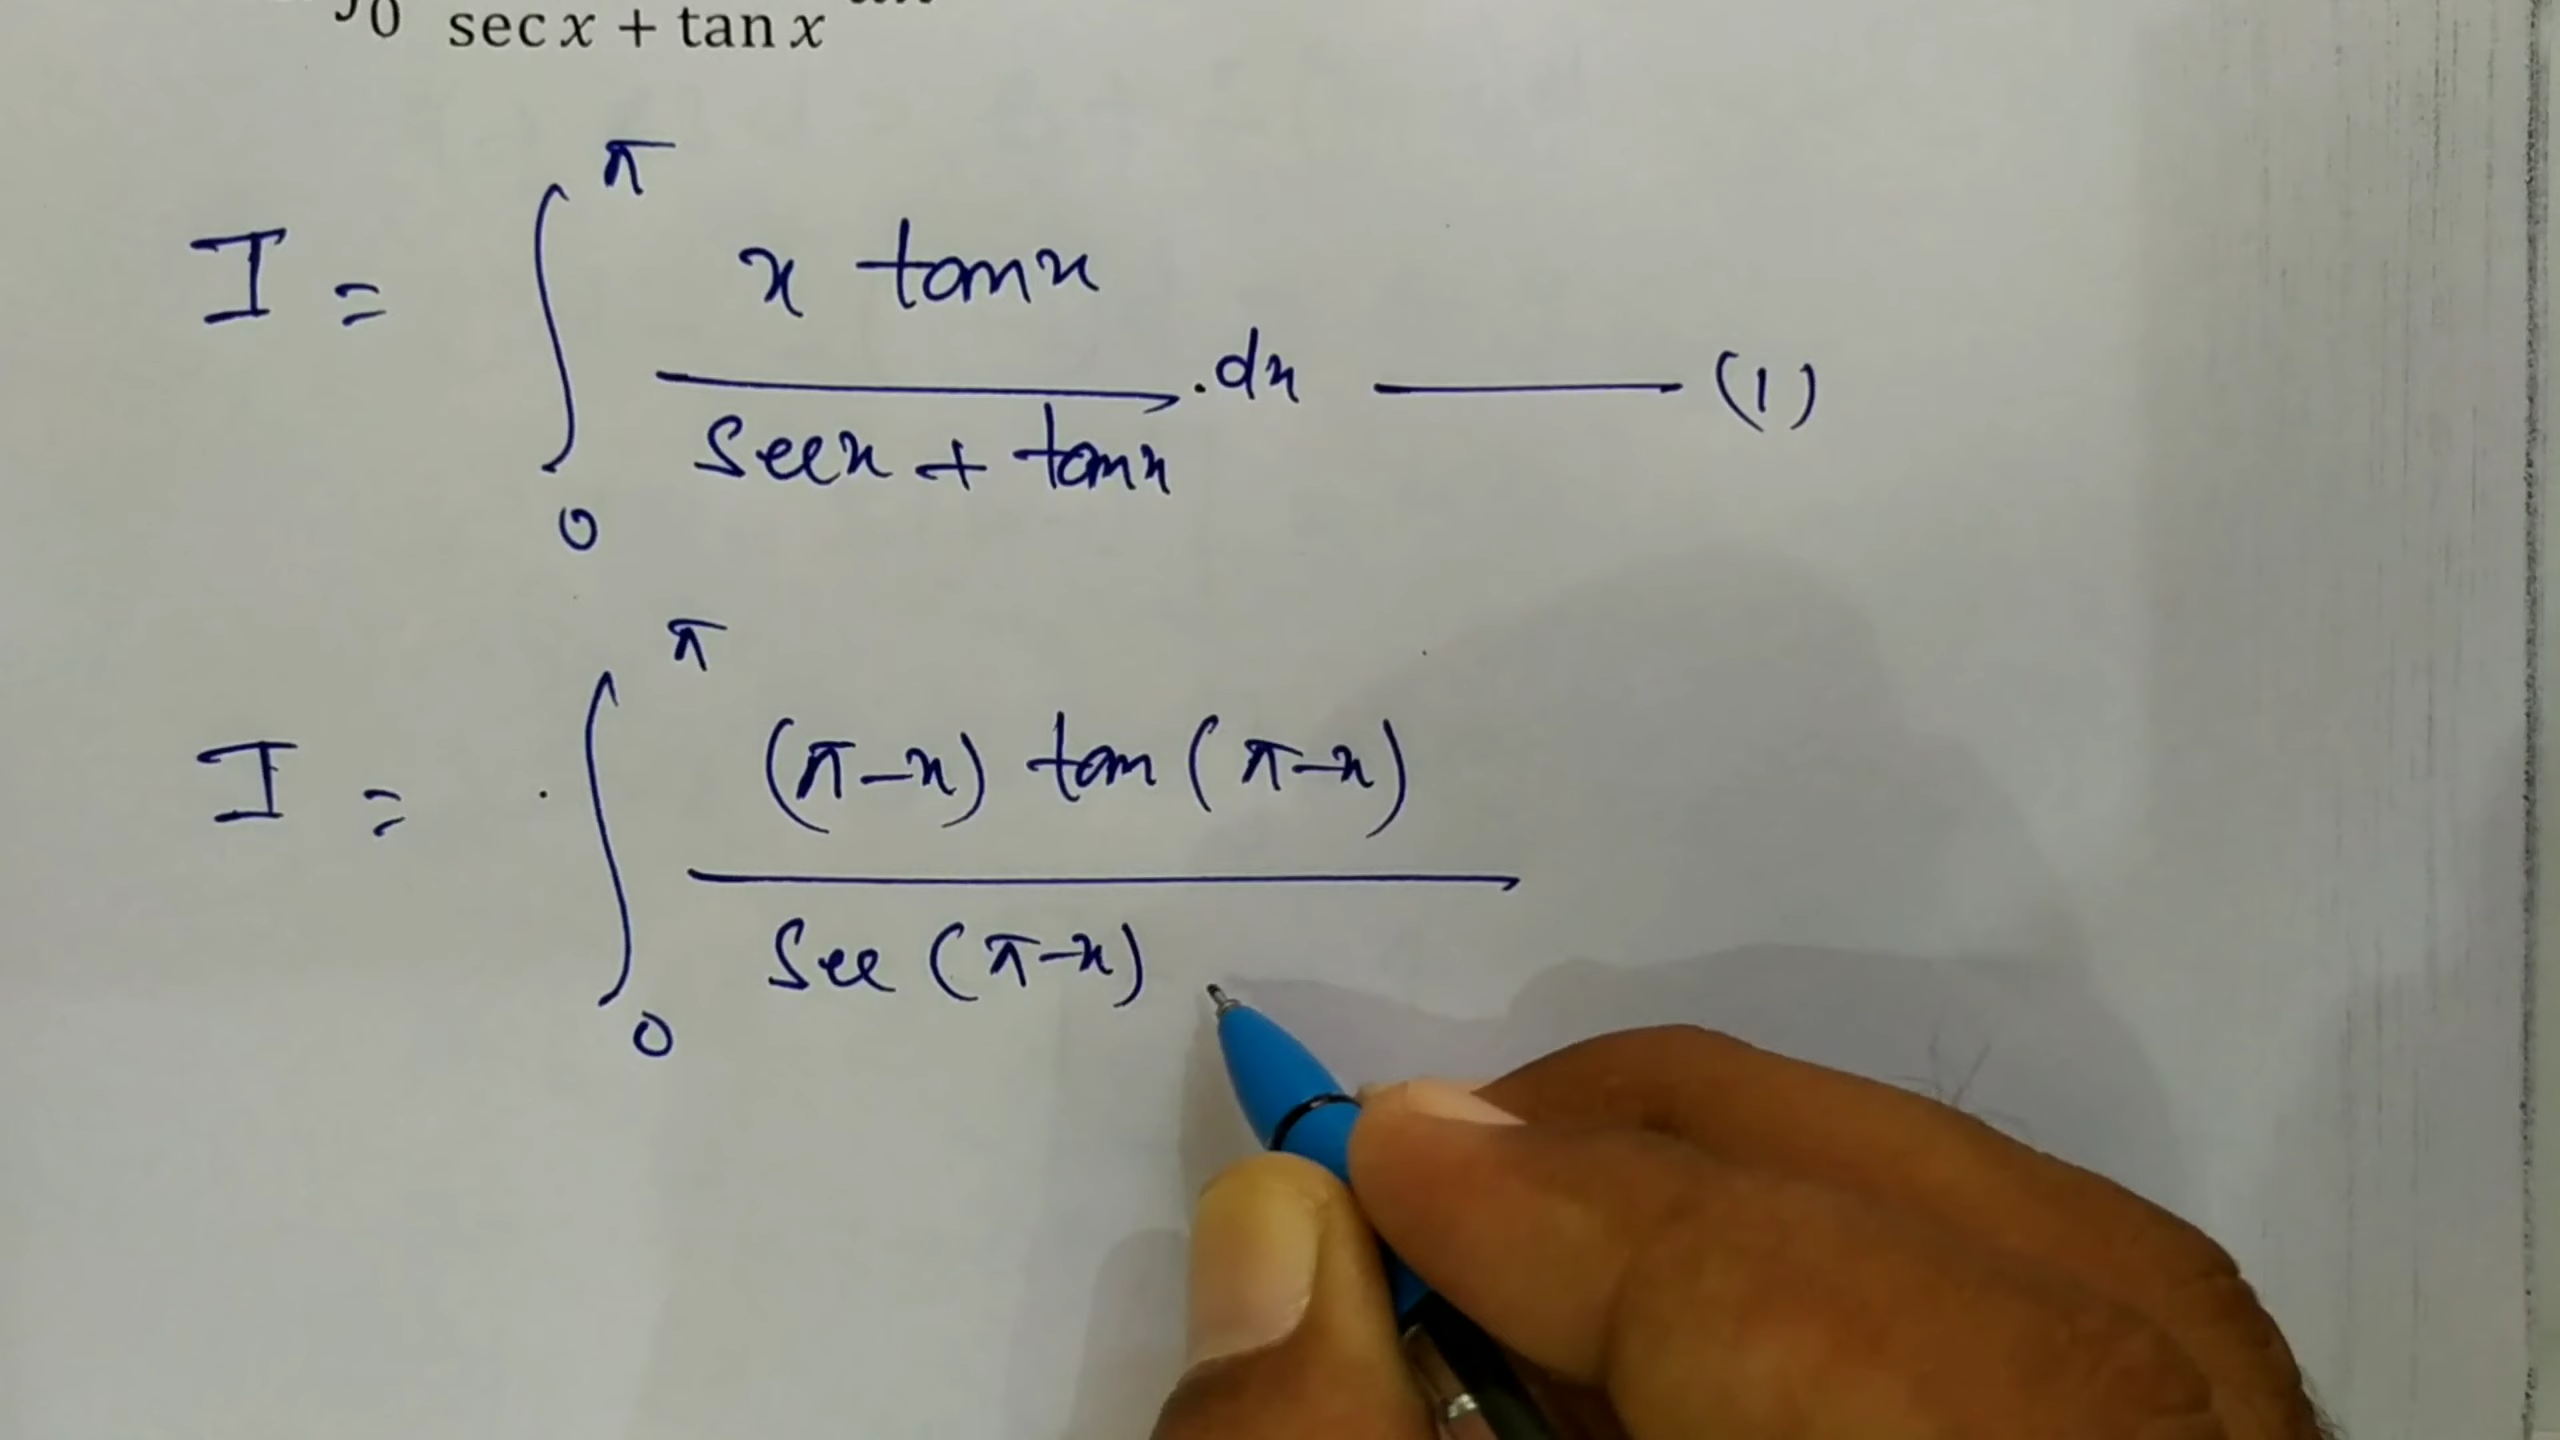 0 sec x + tan x
π
I = ∫ x tanx
.dx ——— (1)
secx + tanx
0
π
I = ∫ (π-x) tan (π-x)
sec (π-x)
0